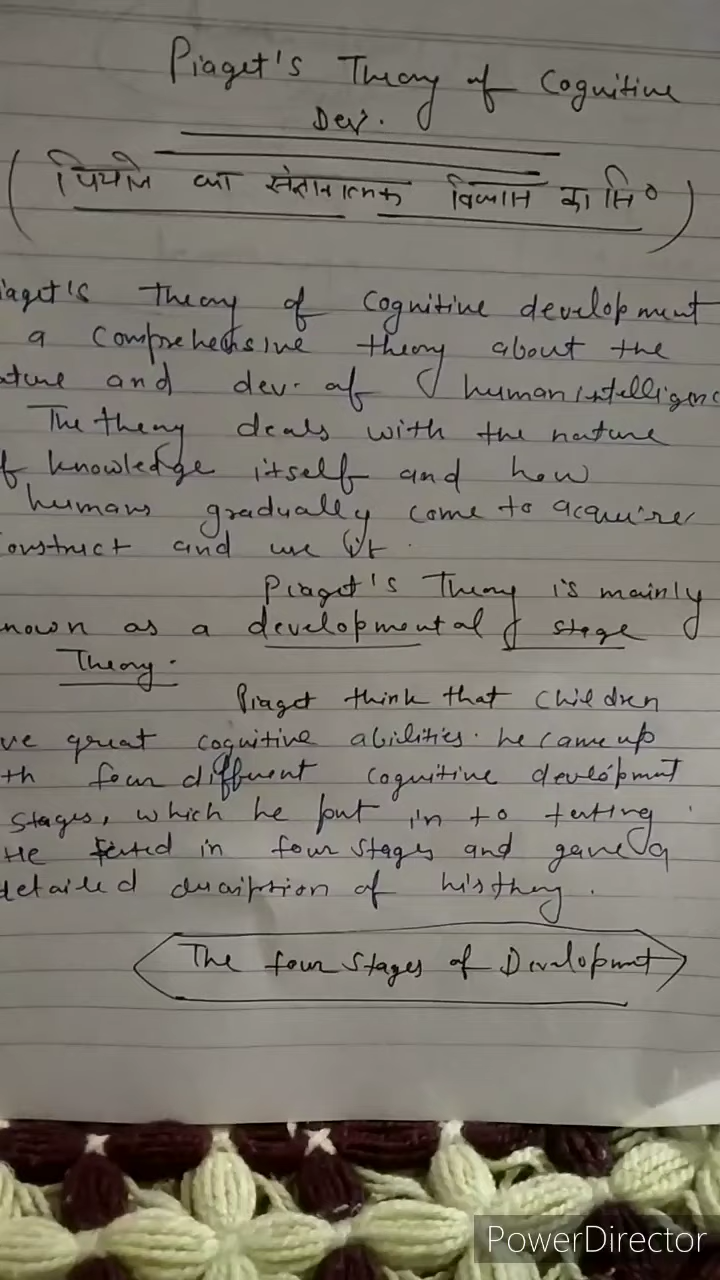 Piaget's Theory of Cognitive
Dev.
(पियाजे का संज्ञानात्मक विकास का सि०)
iaget's theory of cognitive development
a comprehensive theory about the
ature and dev. of human intelligenc
The theory deals with the nature
f knowledge itself and how
humans gradually come to acquire
onstruct and use it.
Piaget's Theory is mainly
nown as a developmental stage
Theory.
Piaget think that children
ve great cognitive abilities. he came up
th four different cognitive development
stages, which he put in to testing.
He in four stages and gave a
detailed description of his theory.
The four stages of Development
PowerDirector